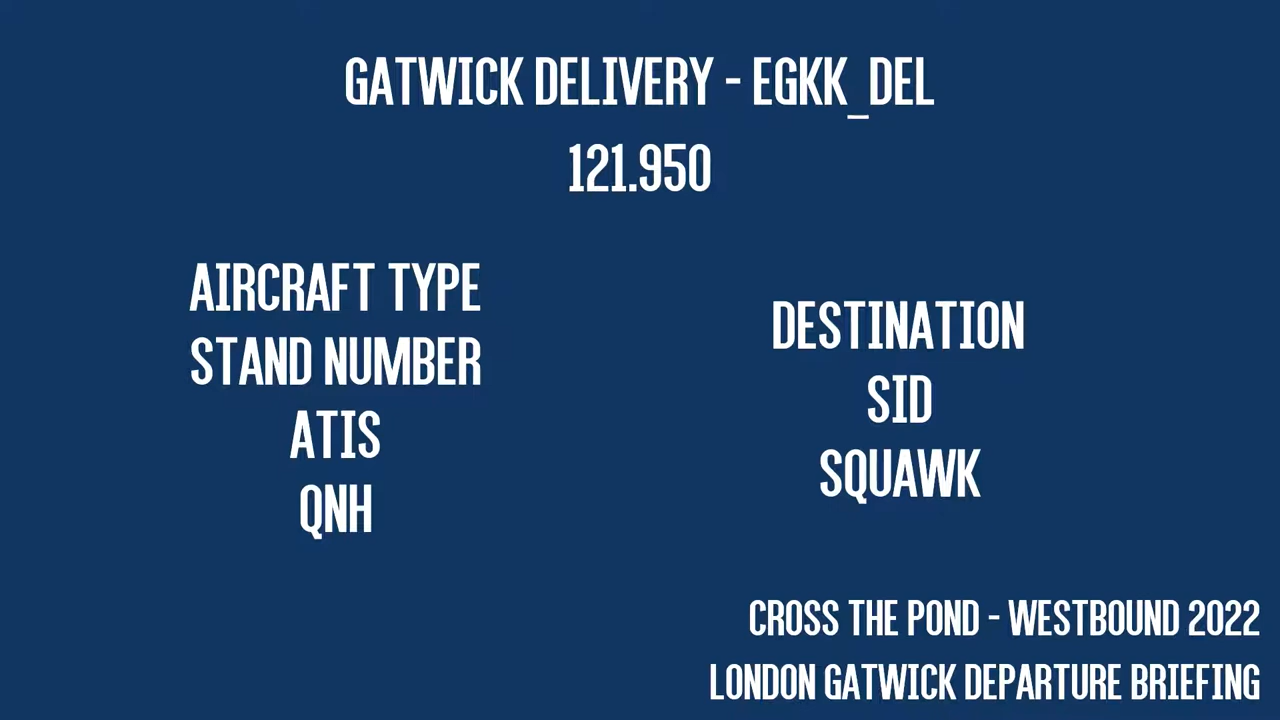 GATWICK DELIVERY - EGKK_DEL
121.950
AIRCRAFT TYPE
STAND NUMBER
ATIS
QNH
DESTINATION
SID
SQUAWK
CROSS THE POND - WESTBOUND 2022
LONDON GATWICK DEPARTURE BRIEFING